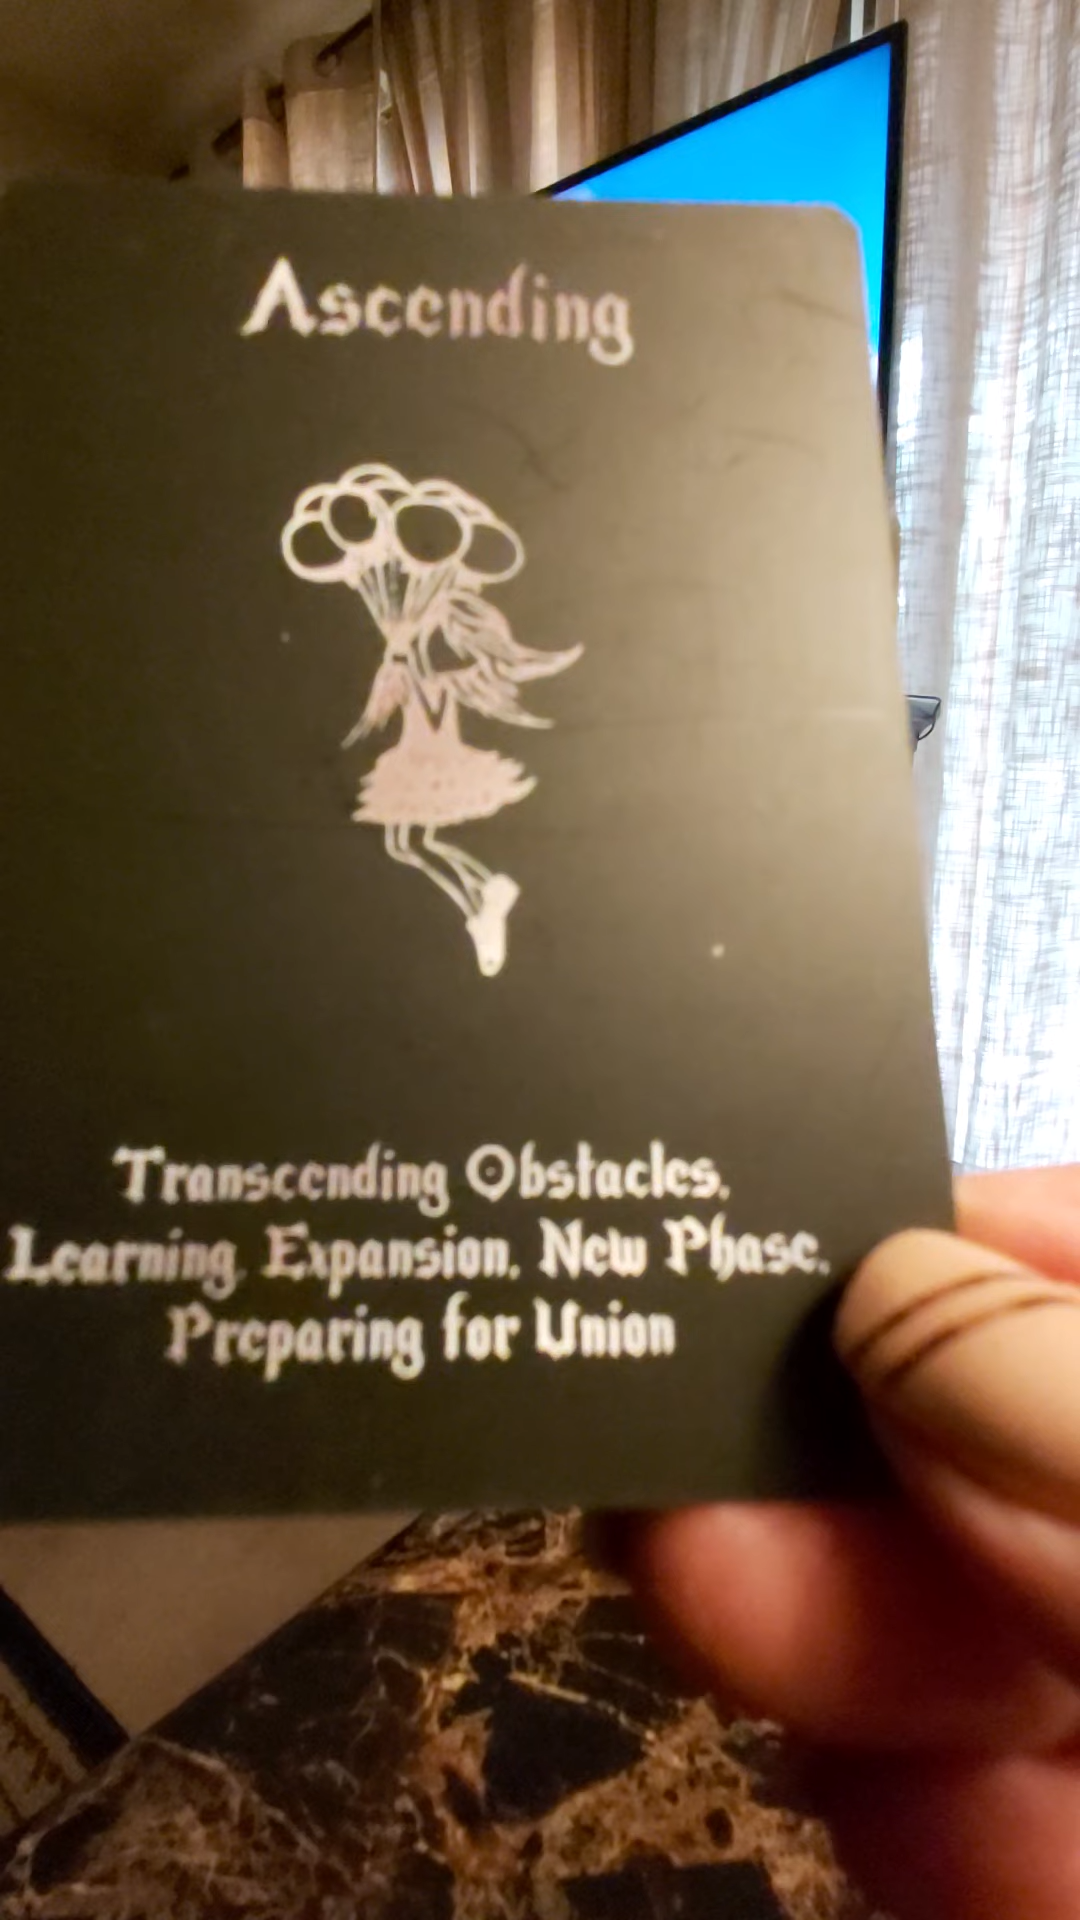 Ascending
Transcending Obstacles.
Learning. Expansion. New Phase.
Preparing for Union